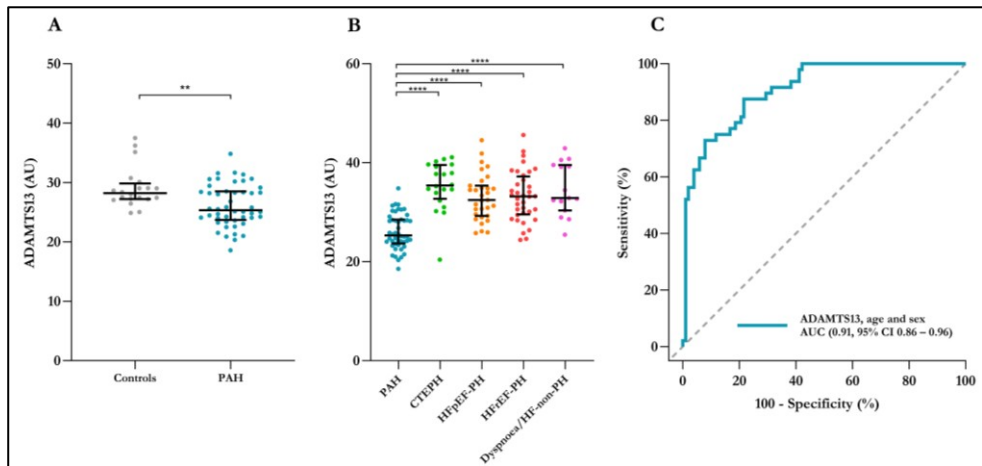 A
B
C
ADAMTS13 (AU)
50
40
30
20
10
0
**
Controls
PAH
ADAMTS13 (AU)
60
40
20
0
****
****
****
****
PAH
CTEPH
HFpEF-PH
HFrEF-PH
Dyspnoea/HF-non-PH
Sensitivity (%)
100
80
60
40
20
0
ADAMTS13, age and sex
AUC (0.91, 95% CI 0.86 – 0.96)
0
20
40
60
80
100
100 - Specificity (%)